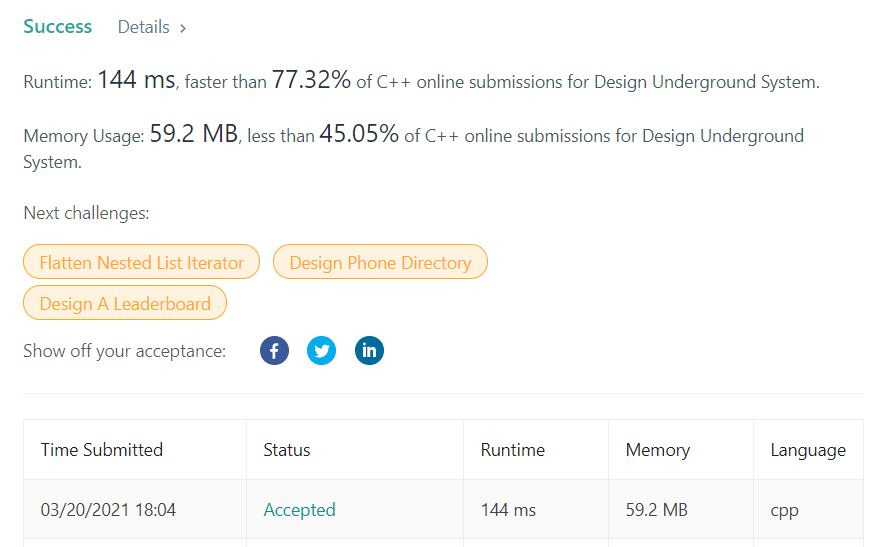 Success Details >
Runtime: 144 ms, faster than 77.32% of C++ online submissions for Design Underground System.
Memory Usage: 59.2 MB, less than 45.05% of C++ online submissions for Design Underground
System.
Next challenges:
Flatten Nested List Iterator Design Phone Directory
Design A Leaderboard
Show off your acceptance: f in
Time Submitted Status Runtime Memory Language
03/20/2021 18:04 Accepted 144 ms 59.2 MB cpp